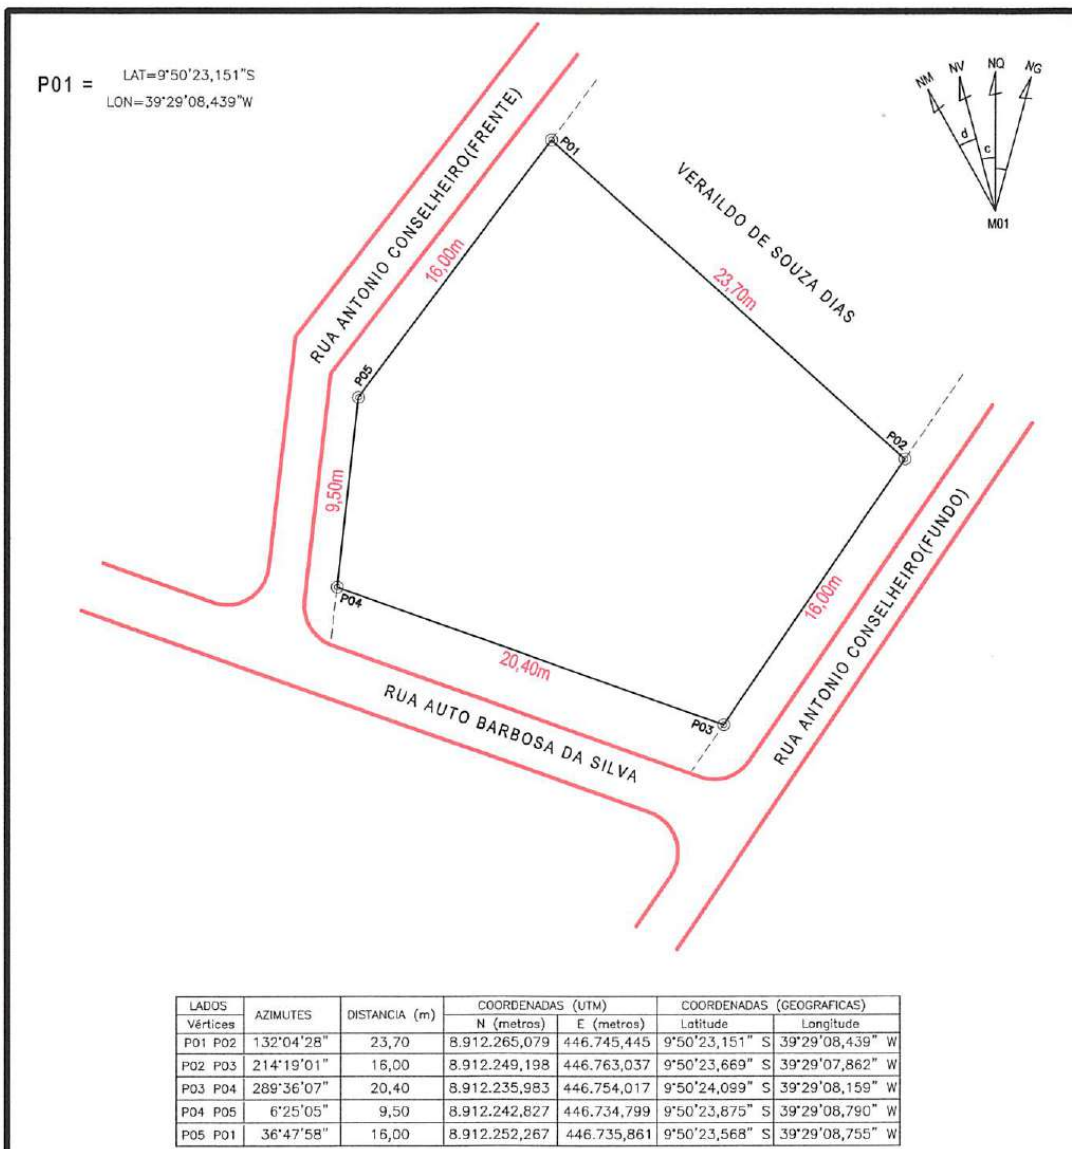 P01 =
LAT=9°50'23,151"S
LON=39°29'08,439"W
NM
NV
NQ
NG
d
c
M01
RUA ANTONIO CONSELHEIRO(FRENTE)
P01
VERAILDO DE SOUZA DIAS
16,00m
23,70m
P05
P02
9,50m
P04
16,00m
20,40m
P03
RUA AUTO BARBOSA DA SILVA
RUA ANTONIO CONSELHEIRO(FUNDO)
LADOS AZIMUTES DISTANCIA (m) COORDENADAS (UTM) COORDENADAS (GEOGRAFICAS)
Vértices N (metros) E (metros) Latitude Longitude
P01 P02 132°04'28" 23,70 8.912.265,079 446.745,445 9°50'23,151" S 39°29'08,439" W
P02 P03 214°19'01" 16,00 8.912.249,198 446.763,037 9°50'23,669" S 39°29'07,862" W
P03 P04 289°36'07" 20,40 8.912.235,983 446.754,017 9°50'24,099" S 39°29'08,159" W
P04 P05 6°25'05" 9,50 8.912.242,827 446.734,799 9°50'23,875" S 39°29'08,790" W
P05 P01 36°47'58" 16,00 8.912.252,267 446.735,861 9°50'23,568" S 39°29'08,755" W